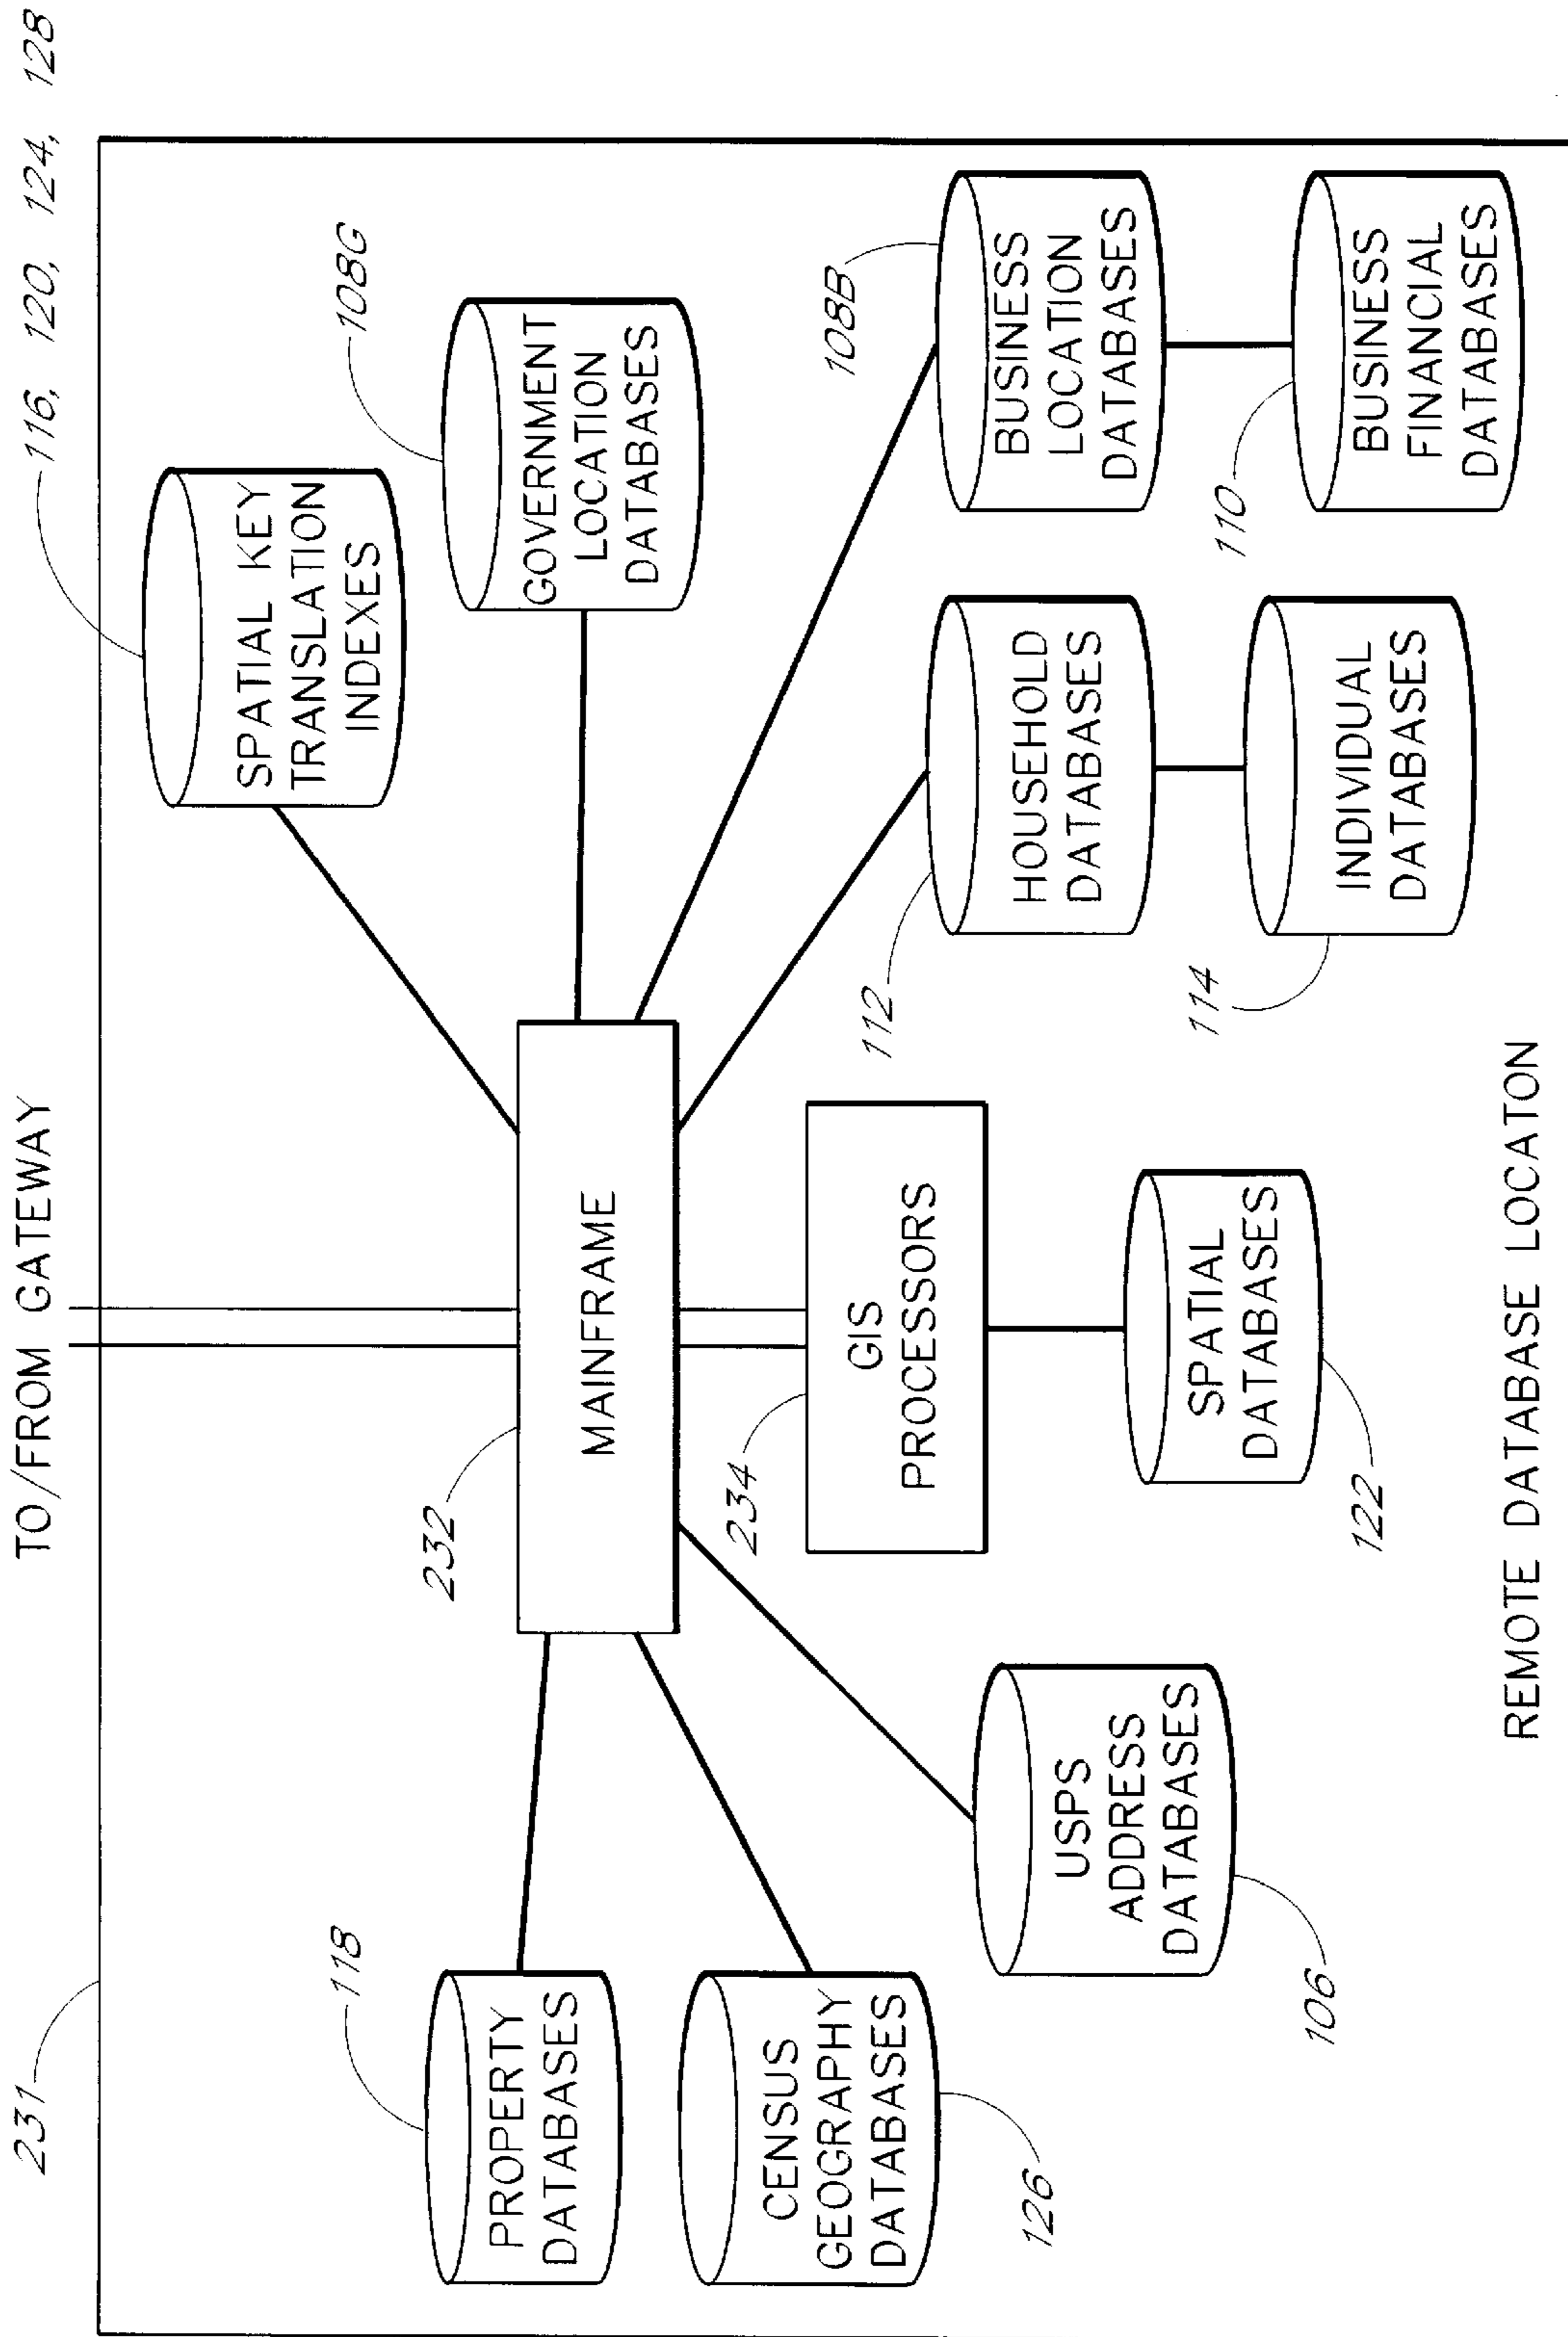 TO/FROM GATEWAY
231
116, 120, 124, 128
SPATIAL KEY
TRANSLATION
INDEXES
118
PROPERTY
DATABASES
108G
GOVERNMENT
LOCATION
DATABASES
232
MAINFRAME
CENSUS
GEOGRAPHY
DATABASES
126
234
GIS
PROCESSORS
112
HOUSEHOLD
DATABASES
108B
BUSINESS
LOCATION
DATABASES
USPS
ADDRESS
DATABASES
106
SPATIAL
DATABASES
122
114
INDIVIDUAL
DATABASES
110
BUSINESS
FINANCIAL
DATABASES
REMOTE DATABASE LOCATON